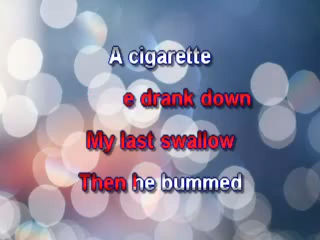 A cigarette
e drank down
My last swallow
Then he bummed